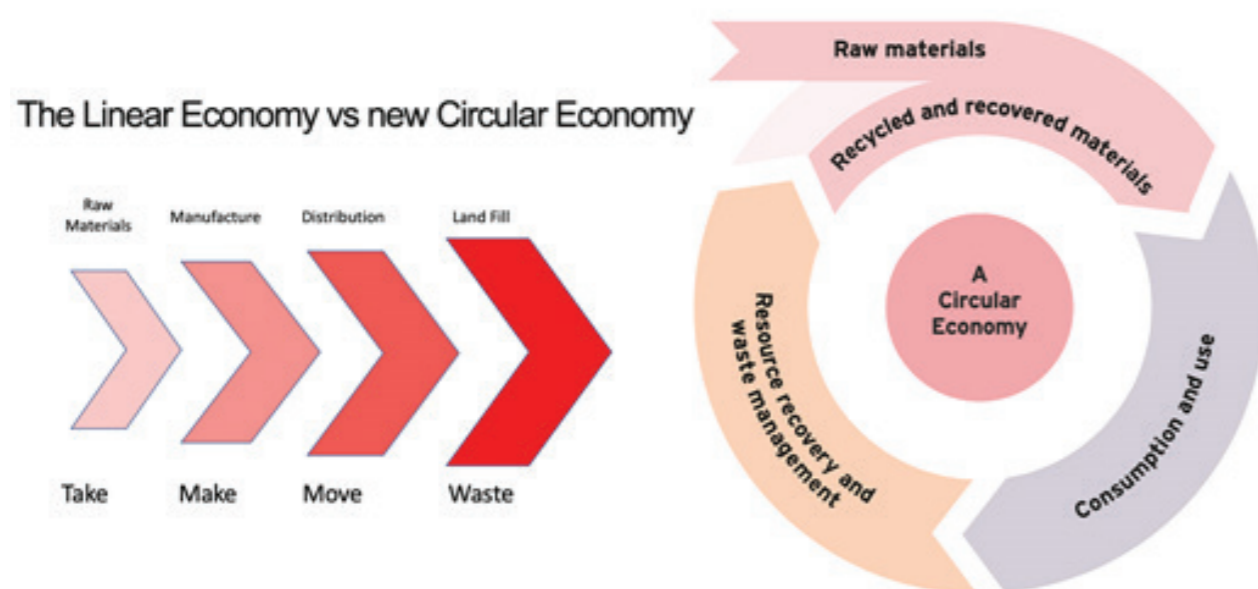 The Linear Economy vs new Circular Economy
Raw
Materials
Manufacture
Distribution
Land Fill
Take
Make
Move
Waste
Raw materials
Recycled and recovered materials
A
Circular
Economy
Consumption and use
Resource recovery and
waste management